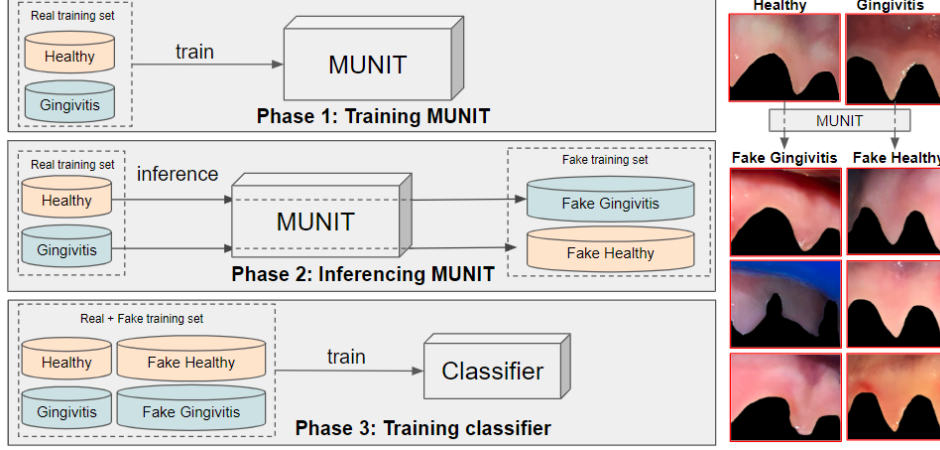 Real training set
Healthy
Gingivitis
train
MUNIT
Phase 1: Training MUNIT
Real training set
Healthy
Gingivitis
inference
MUNIT
Fake training set
Fake Gingivitis
Fake Healthy
Phase 2: Inferencing MUNIT
Real + Fake training set
Healthy
Fake Healthy
Gingivitis
Fake Gingivitis
train
Classifier
Phase 3: Training classifier
Healthy
Gingivitis
MUNIT
Fake Gingivitis
Fake Healthy